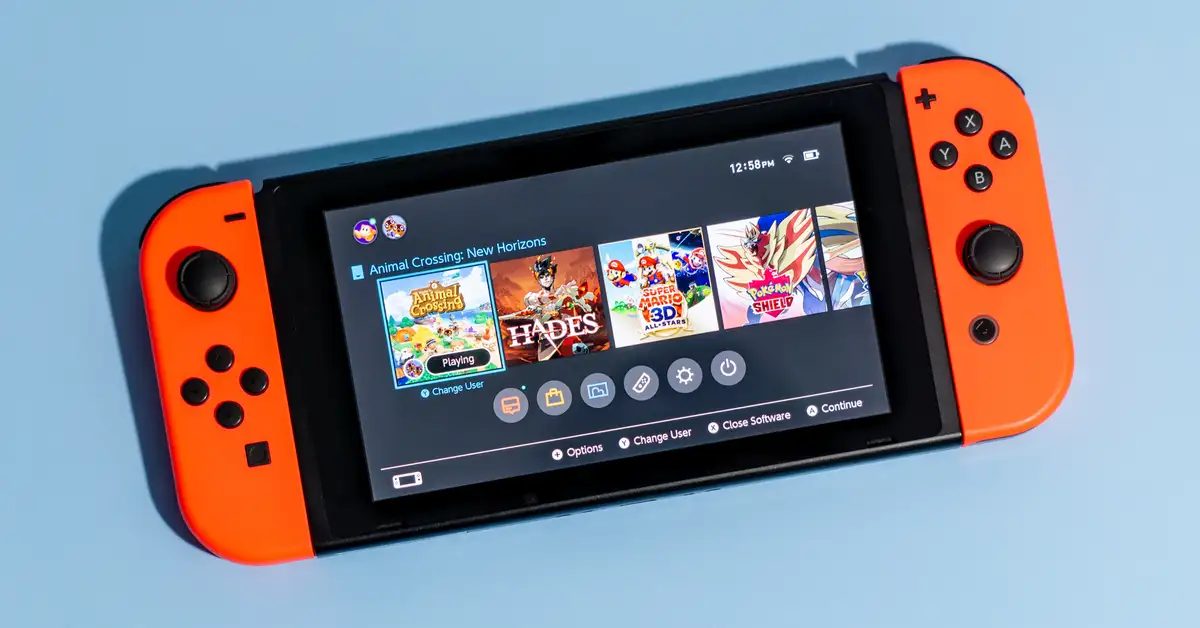 12:58PM
Animal Crossing: New Horizons
Animal
Crossing
Playing
HADES
SUPER
MARIO
3D
ALL★STARS
Pokémon
SHIELD
Y Change User
+ Options
Y Change User
X Close Software
A Continue
X
Y
A
B